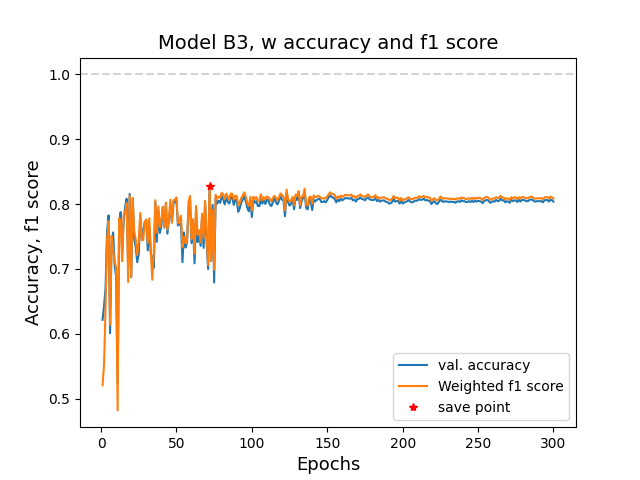 Model B3, w accuracy and f1 score
Accuracy, f1 score
1.0
0.9
0.8
0.7
0.6
0.5
0 50 100 150 200 250 300
Epochs
val. accuracy
Weighted f1 score
save point